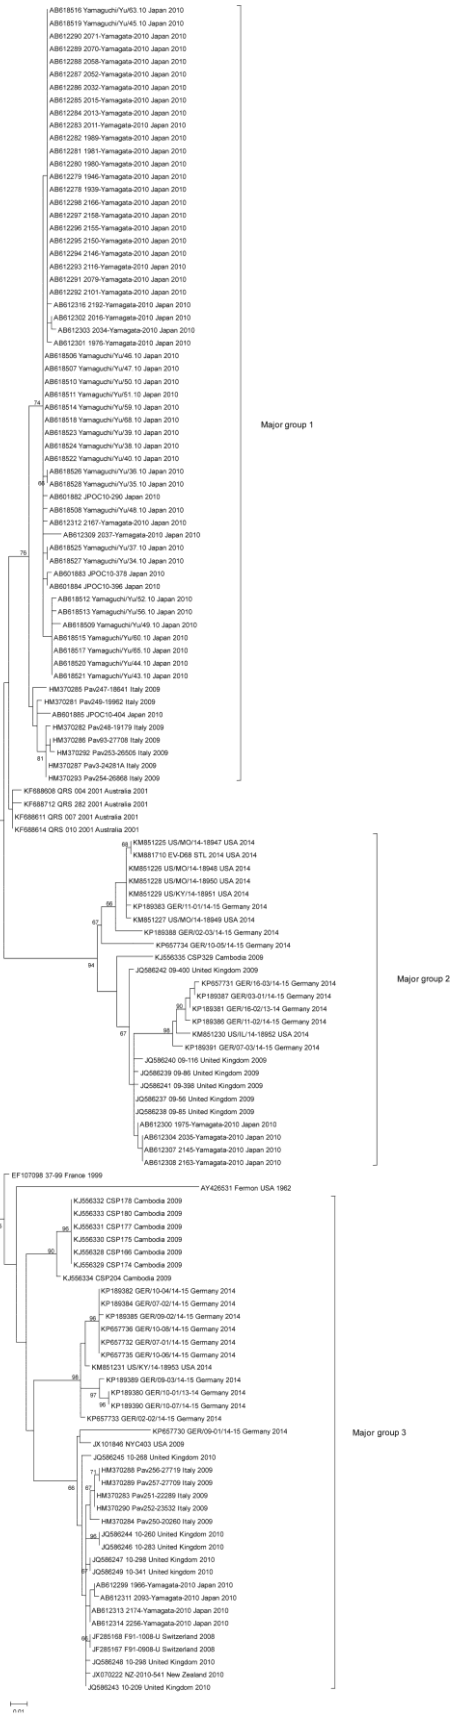 AB618516 Yamaguchi/Yu/63.10 Japan 2010
AB618519 Yamaguchi/Yu/45.10 Japan 2010
AB612290 2071-Yamagata-2010 Japan 2010
AB612289 2070-Yamagata-2010 Japan 2010
AB612288 2058-Yamagata-2010 Japan 2010
AB612287 2052-Yamagata-2010 Japan 2010
AB612286 2032-Yamagata-2010 Japan 2010
AB612285 2015-Yamagata-2010 Japan 2010
AB612284 2013-Yamagata-2010 Japan 2010
AB612283 2011-Yamagata-2010 Japan 2010
AB612282 1989-Yamagata-2010 Japan 2010
AB612281 1981-Yamagata-2010 Japan 2010
AB612280 1980-Yamagata-2010 Japan 2010
AB612279 1946-Yamagata-2010 Japan 2010
AB612278 1939-Yamagata-2010 Japan 2010
AB612298 2166-Yamagata-2010 Japan 2010
AB612297 2158-Yamagata-2010 Japan 2010
AB612296 2155-Yamagata-2010 Japan 2010
AB612295 2150-Yamagata-2010 Japan 2010
AB612294 2146-Yamagata-2010 Japan 2010
AB612293 2116-Yamagata-2010 Japan 2010
AB612291 2079-Yamagata-2010 Japan 2010
AB612292 2101-Yamagata-2010 Japan 2010
AB612316 2192-Yamagata-2010 Japan 2010
AB612302 2016-Yamagata-2010 Japan 2010
AB612303 2034-Yamagata-2010 Japan 2010
AB612301 1976-Yamagata-2010 Japan 2010
AB618506 Yamaguchi/Yu/46.10 Japan 2010
AB618507 Yamaguchi/Yu/47.10 Japan 2010
AB618510 Yamaguchi/Yu/50.10 Japan 2010
AB618511 Yamaguchi/Yu/51.10 Japan 2010
74
AB618514 Yamaguchi/Yu/59.10 Japan 2010
AB618518 Yamaguchi/Yu/68.10 Japan 2010
Major group 1
AB618523 Yamaguchi/Yu/39.10 Japan 2010
AB618524 Yamaguchi/Yu/38.10 Japan 2010
AB618522 Yamaguchi/Yu/40.10 Japan 2010
AB618526 Yamaguchi/Yu/36.10 Japan 2010
66
AB618528 Yamaguchi/Yu/35.10 Japan 2010
AB601882 JPOC10-290 Japan 2010
AB618508 Yamaguchi/Yu/48.10 Japan 2010
AB612312 2167-Yamagata-2010 Japan 2010
AB612309 2037-Yamagata-2010 Japan 2010
AB618525 Yamaguchi/Yu/37.10 Japan 2010
76
AB618527 Yamaguchi/Yu/34.10 Japan 2010
AB601883 JPOC10-378 Japan 2010
AB601884 JPOC10-396 Japan 2010
AB618512 Yamaguchi/Yu/52.10 Japan 2010
AB618513 Yamaguchi/Yu/56.10 Japan 2010
AB618509 Yamaguchi/Yu/49.10 Japan 2010
AB618515 Yamaguchi/Yu/60.10 Japan 2010
AB618517 Yamaguchi/Yu/65.10 Japan 2010
AB618520 Yamaguchi/Yu/44.10 Japan 2010
AB618521 Yamaguchi/Yu/43.10 Japan 2010
HM370285 Pav247-18641 Italy 2009
HM370281 Pav249-19962 Italy 2009
AB601885 JPOC10-404 Japan 2010
HM370282 Pav248-19179 Italy 2009
HM370286 Pav93-27708 Italy 2009
HM370292 Pav253-26505 Italy 2009
81
HM370287 Pav3-24281A Italy 2009
HM370293 Pav254-26868 Italy 2009
KF688608 QRS 004 2001 Australia 2001
KF688712 QRS 282 2001 Australia 2001
KF688611 QRS 007 2001 Australia 2001
KF688614 QRS 010 2001 Australia 2001
68
KM851225 US/MO/14-18947 USA 2014
KM881710 EV-D68 STL 2014 USA 2014
KM851226 US/MO/14-18948 USA 2014
KM851228 US/MO/14-18950 USA 2014
KM851229 US/KY/14-18951 USA 2014
66
KP189383 GER/11-01/14-15 Germany 2014
KM851227 US/MO/14-18949 USA 2014
67
KP189388 GER/02-03/14-15 Germany 2014
KP657734 GER/10-05/14-15 Germany 2014
KJ556335 CSP329 Cambodia 2009
94
JQ586242 09-400 United Kingdom 2009
KP657731 GER/16-03/14-15 Germany 2014
Major group 2
KP189387 GER/03-01/14-15 Germany 2014
90
KP189381 GER/16-02/13-14 Germany 2014
KP189386 GER/11-02/14-15 Germany 2014
67
98
KM851230 US/IL/14-18952 USA 2014
KP189391 GER/07-03/14-15 Germany 2014
JQ586240 09-116 United Kingdom 2009
JQ586239 09-86 United Kingdom 2009
JQ586241 09-398 United Kingdom 2009
JQ586237 09-56 United Kingdom 2009
JQ586238 09-85 United Kingdom 2009
AB612300 1975-Yamagata-2010 Japan 2010
AB612304 2035-Yamagata-2010 Japan 2010
AB612307 2145-Yamagata-2010 Japan 2010
AB612308 2163-Yamagata-2010 Japan 2010
EF107098 37-99 France 1999
AY426531 Fermon USA 1962
KJ556332 CSP178 Cambodia 2009
KJ556333 CSP180 Cambodia 2009
96
KJ556331 CSP177 Cambodia 2009
KJ556330 CSP175 Cambodia 2009
90
KJ556328 CSP166 Cambodia 2009
KJ556329 CSP174 Cambodia 2009
KJ556334 CSP204 Cambodia 2009
KP189382 GER/10-04/14-15 Germany 2014
KP189384 GER/07-02/14-15 Germany 2014
96
KP189385 GER/09-02/14-15 Germany 2014
KP657736 GER/10-08/14-15 Germany 2014
KP657732 GER/07-01/14-15 Germany 2014
KP657735 GER/10-06/14-15 Germany 2014
KM851231 US/KY/14-18953 USA 2014
98
KP189389 GER/09-03/14-15 Germany 2014
97
KP189380 GER/10-01/13-14 Germany 2014
96
KP189390 GER/10-07/14-15 Germany 2014
KP657733 GER/02-02/14-15 Germany 2014
KP657730 GER/09-01/14-15 Germany 2014
Major group 3
JX101846 NYC403 USA 2009
JQ586245 10-268 United Kingdom 2010
71
HM370288 Pav256-27719 Italy 2009
HM370289 Pav257-27709 Italy 2009
66
67
HM370283 Pav251-22289 Italy 2009
HM370290 Pav252-23532 Italy 2009
HM370284 Pav250-20260 Italy 2009
96
JQ586244 10-260 United Kingdom 2010
JQ586246 10-283 United Kingdom 2010
JQ586247 10-298 United Kingdom 2010
JQ586249 10-341 United kingdom 2010
AB612299 1966-Yamagata-2010 Japan 2010
AB612311 2093-Yamagata-2010 Japan 2010
AB612313 2174-Yamagata-2010 Japan 2010
AB612314 2256-Yamagata-2010 Japan 2010
JF285168 F91-1008-U Switzerland 2008
JF285167 F91-0908-U Switzerland 2008
JQ586248 10-298 United Kingdom 2010
JX070222 NZ-2010-541 New Zealand 2010
JQ586243 10-209 United Kingdom 2010
0.01